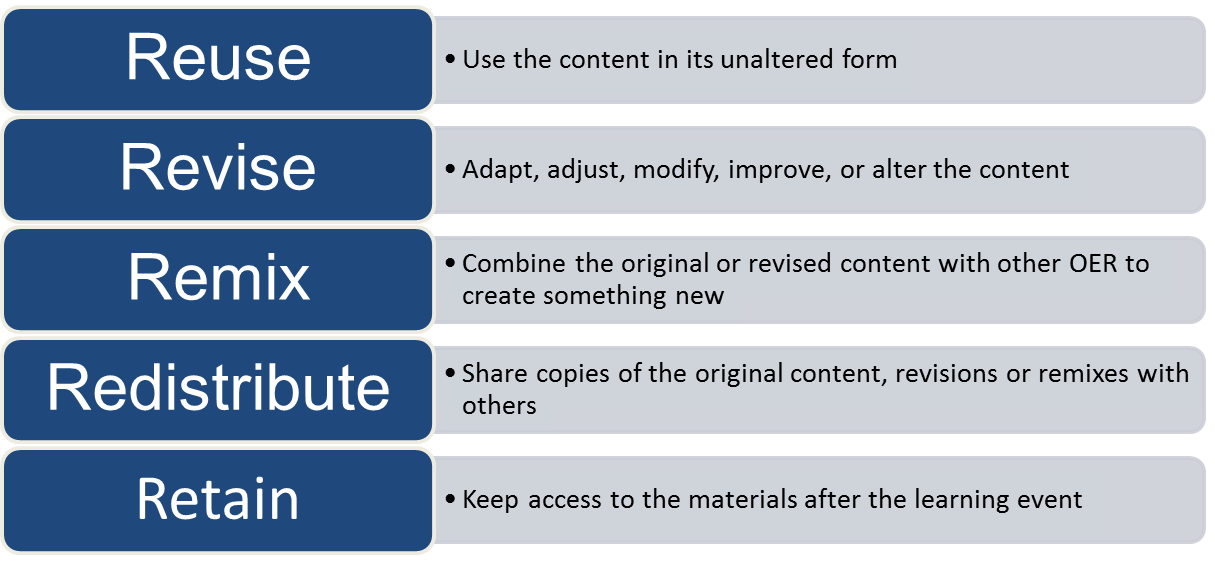 Reuse
• Use the content in its unaltered form
Revise
• Adapt, adjust, modify, improve, or alter the content
Remix
• Combine the original or revised content with other OER to
create something new
Redistribute
• Share copies of the original content, revisions or remixes with
others
Retain
• Keep access to the materials after the learning event